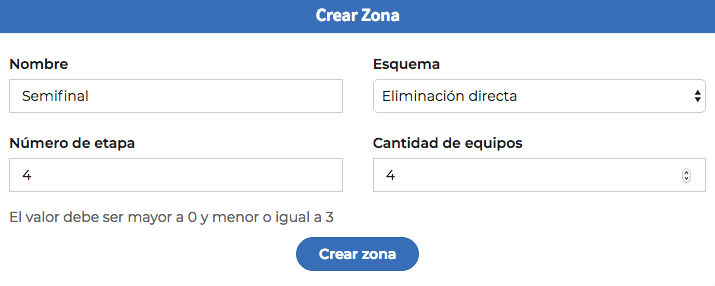 Crear Zona
Nombre Esquema
Semifinal Eliminación directa
Número de etapa Cantidad de equipos
4 4
El valor debe ser mayor a 0 y menor o igual a 3
Crear zona